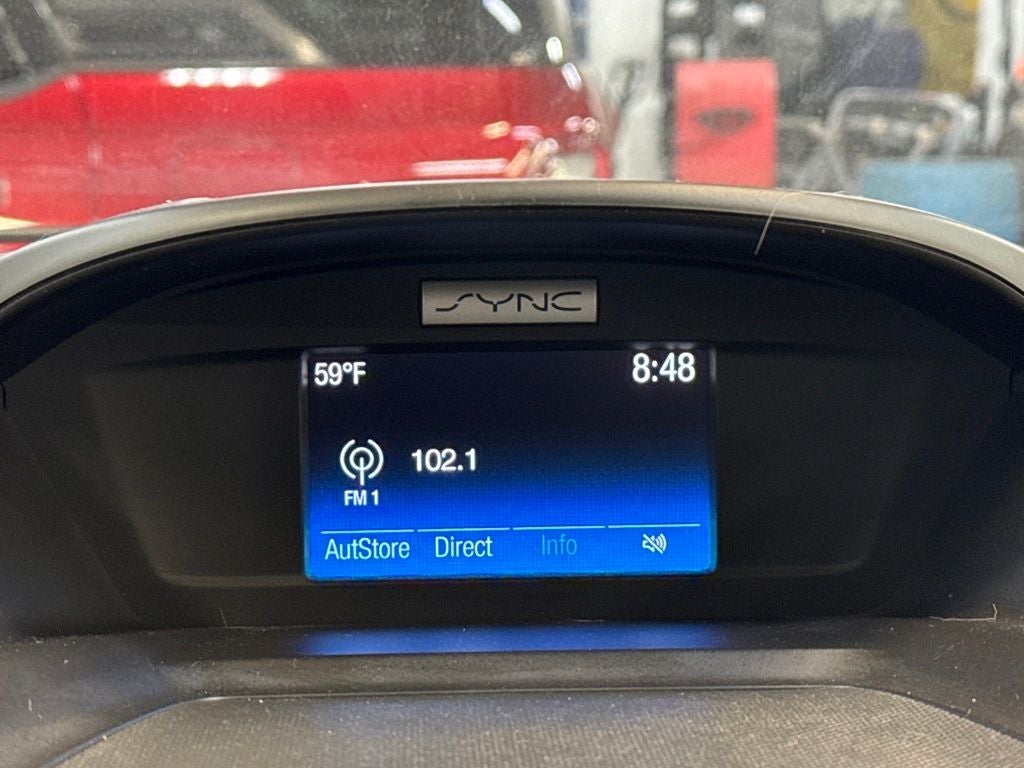 SYNC
59°F 8:48
102.1
FM 1
AutStore Direct Info